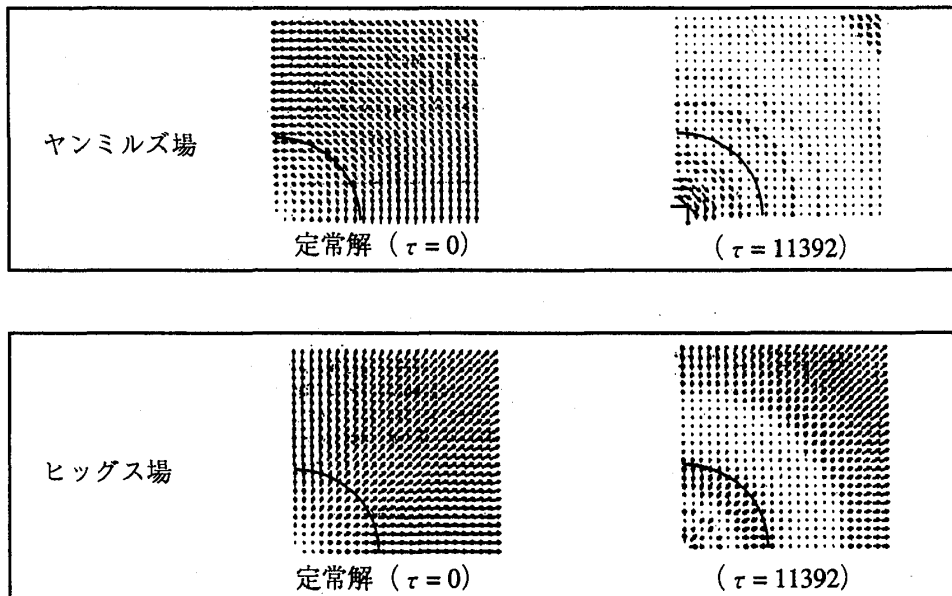 ヤンミルズ場
定常解（τ = 0）
（τ = 11392）
ヒッグス場
定常解（τ = 0）
（τ = 11392）